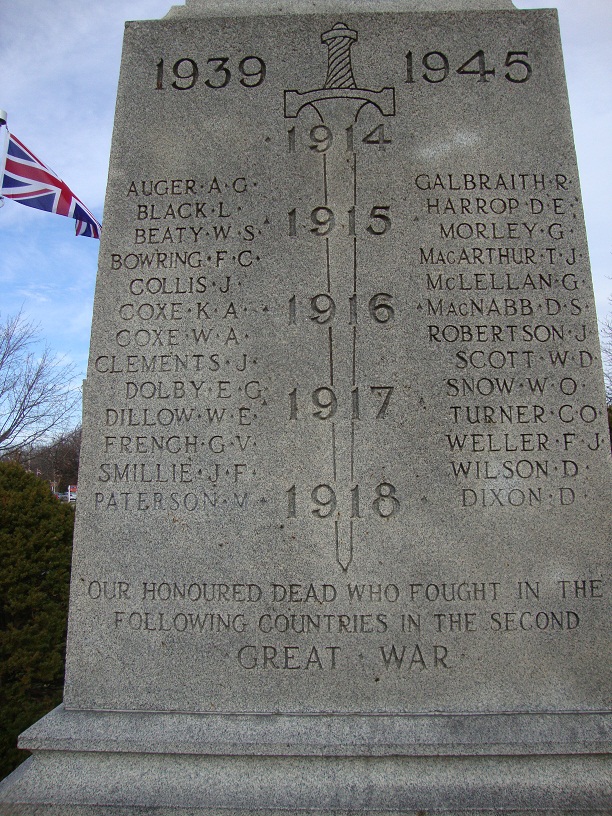 1939 1945
1914
AUGER·A·G·
BLACK·L·
BEATY·W·S·
BOWRING·F·C·
COLLIS·J·
COXE·K·A·
COXE·W·A·
CLEMENTS·J·
DOLBY·E·G·
DILLOW·W·E·
FRENCH·G·V·
SMILLIE·J·F·
PATERSON·V·
1915
1916
1917
1918
GALBRAITH·R·
HARROP·D·E·
MORLEY·G·
MACARTHUR·T·J·
MCLELLAN·G·
MACNABB·D·S·
ROBERTSON·J·
SCOTT·W·D·
SNOW·W·O·
TURNER·C·O·
WELLER·F·J·
WILSON·D·
DIXON·D·
OUR HONOURED DEAD WHO FOUGHT IN THE
FOLLOWING COUNTRIES IN THE SECOND
GREAT WAR